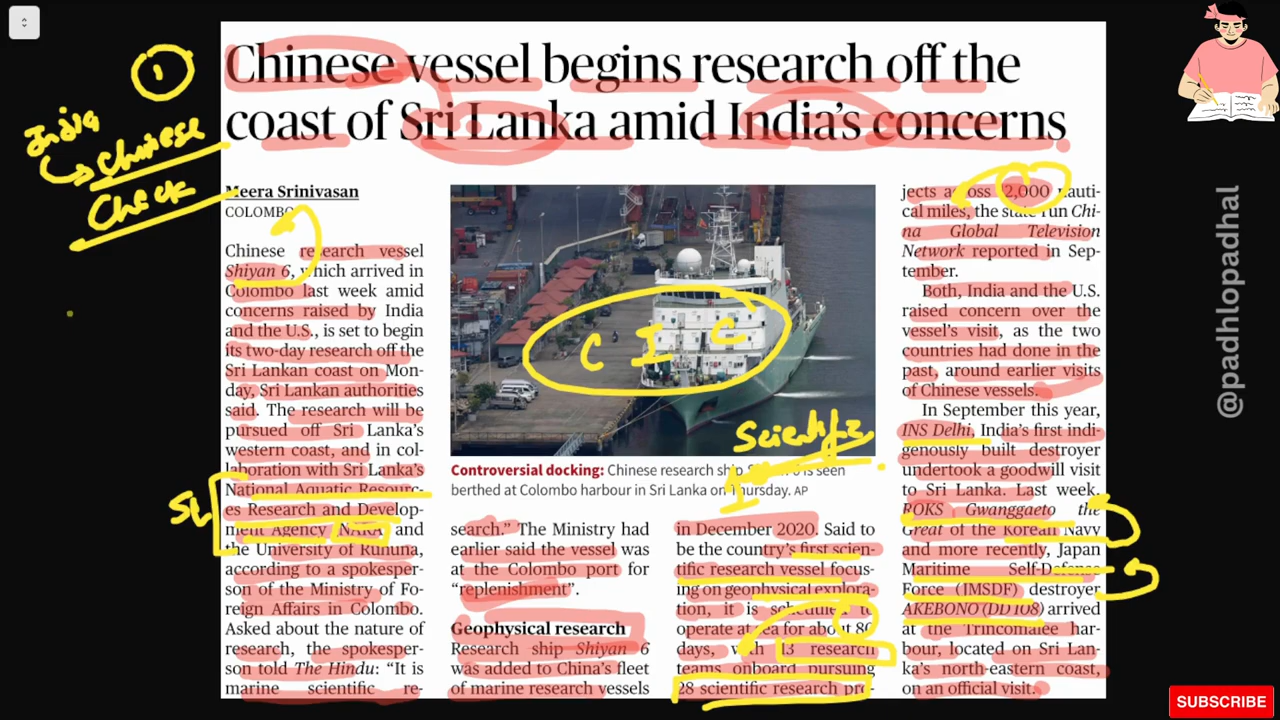 Chinese vessel begins research off the
coast of Sri Lanka amid India's concerns
1
India
Chinese
Check
Meera Srinivasan
COLOMBO
Chinese research vessel
Shiyan 6, which arrived in
Colombo last week amid
concerns raised by India
and the U.S., is set to begin
its two-day research off the
Sri Lankan coast on Mon-
day, Sri Lankan authorities
said. The research will be
pursued off Sri Lanka's
western coast, and in col-
laboration with Sri Lanka's
National Aquatic Resourc-
es Research and Develop-
ment Agency NARA, and
the University of Ruhuna,
according to a spokesper-
son of the Ministry of Fo-
reign Affairs in Colombo.
Asked about the nature of
research, the spokesper-
son told The Hindu: "It is
marine scientific re-
SL
CIC
Scientific
Controversial docking: Chinese research ship Shiyan 6 is seen
berthed at Colombo harbour in Sri Lanka on Thursday. AP
search." The Ministry had
earlier said the vessel was
at the Colombo port for
"replenishment".
Geophysical research
Research ship Shiyan 6
was added to China's fleet
of marine research vessels
in December 2020. Said to
be the country's first scien-
tific research vessel focus-
ing on geophysical explora-
tion, it is scheduled to
operate at sea for about 80
days, with 13 research
teams onboard pursuing
28 scientific research pro-
jects across 12,000 nauti-
cal miles, the state run Chi-
na Global Television
Network reported in Sep-
tember.
Both, India and the U.S.
raised concern over the
vessel's visit, as the two
countries had done in the
past, around earlier visits
of Chinese vessels.
In September this year,
INS Delhi, India's first indi-
genously built destroyer
undertook a goodwill visit
to Sri Lanka. Last week,
ROKS Gwanggaeto the
Great of the Korean Navy
and more recently, Japan
Maritime Self-Defense
Force (JMSDF) destroyer
AKEBONO (DD108) arrived
at the Trincomalee har-
bour, located on Sri Lan-
ka's north-eastern coast,
on an official visit.
@padhlopadhal
SUBSCRIBE